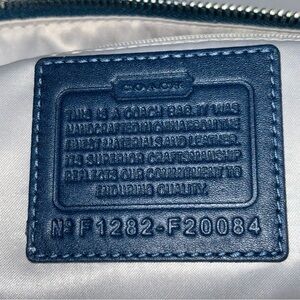 COACH
THIS IS A COACH BAG. IT WAS
HANDCRAFTED IN CHINA FROM THE
FINEST MATERIALS AND LEATHER.
ITS SUPERIOR CRAFTSMANSHIP
REFLECTS OUR COMMITMENT TO
ENDURING QUALITY.
Nº F1282-F20084